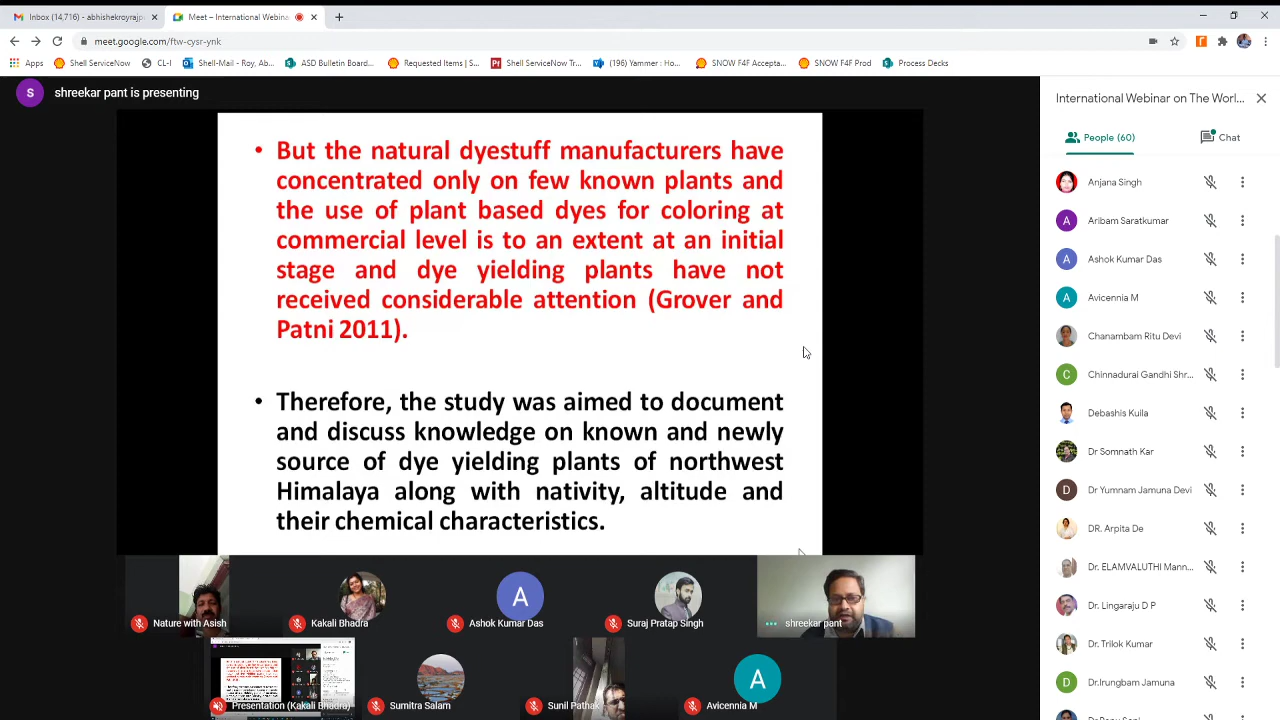 Inbox (14,716) - abhishekroyrajp
Meet – International Webina
meet.google.com/ftw-cysr-ynk
Apps
Shell ServiceNow
CL-I
Shell-Mail - Roy, Ab...
ASD Bulletin Board...
Requested Items | S...
Shell ServiceNow Tr...
(196) Yammer : Ho...
SNOW F4F Accepta...
SNOW F4F Prod
Process Decks
S
shreekar pant is presenting
• But the natural dyestuff manufacturers have
concentrated only on few known plants and
the use of plant based dyes for coloring at
commercial level is to an extent at an initial
stage and dye yielding plants have not
received considerable attention (Grover and
Patni 2011).
• Therefore, the study was aimed to document
and discuss knowledge on known and newly
source of dye yielding plants of northwest
Himalaya along with nativity, altitude and
their chemical characteristics.
Nature with Asish
Kakali Bhadra
A
Ashok Kumar Das
Suraj Pratap Singh
shreekar pant
Presentation (Kakali Bhadra)
Sumitra Salam
Sunil Pathak
A
Avicennia M
International Webinar on The Worl...
People (60)
Chat
Anjana Singh
A
Aribam Saratkumar
A
Ashok Kumar Das
A
Avicennia M
Chanambam Ritu Devi
C
Chinnadurai Gandhi Shr...
Debashis Kuila
Dr Somnath Kar
D
Dr Yumnam Jamuna Devi
DR. Arpita De
Dr. ELAMVALUTHI Mann...
Dr. Lingaraju D P
Dr. Trilok Kumar
D
Dr.Irungbam Jamuna